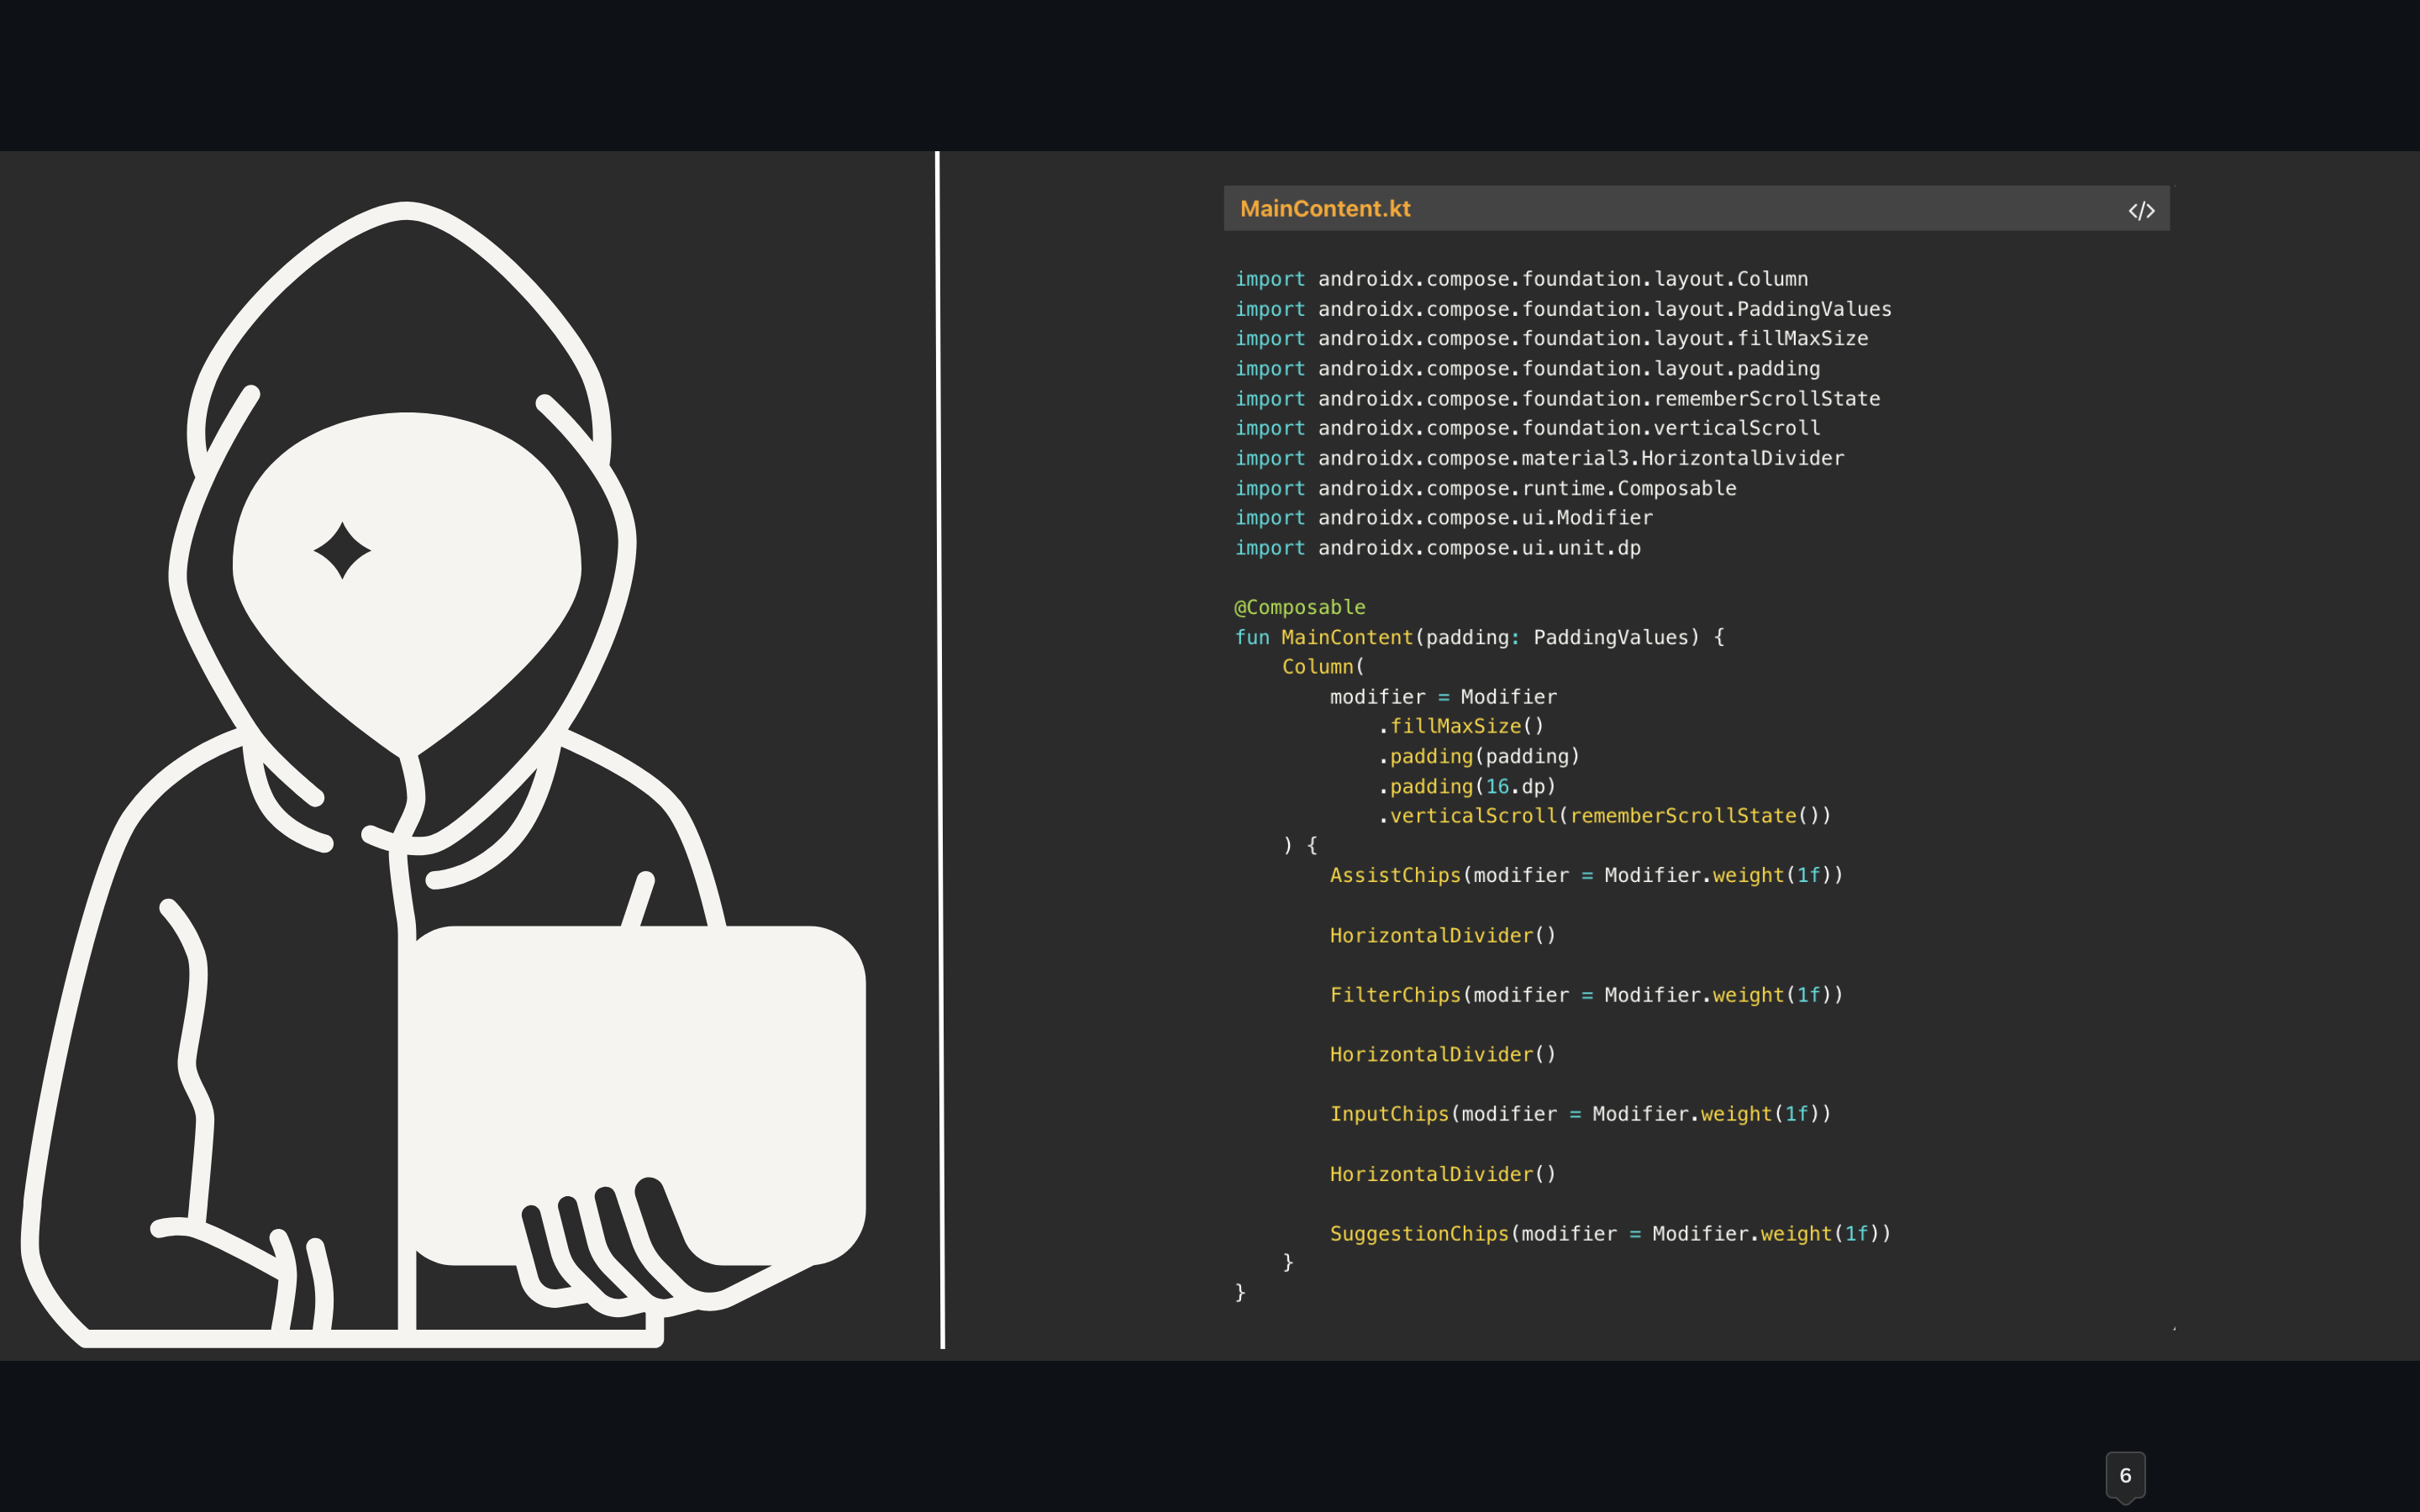 MainContent.kt
</>
import androidx.compose.foundation.layout.Column
import androidx.compose.foundation.layout.PaddingValues
import androidx.compose.foundation.layout.fillMaxSize
import androidx.compose.foundation.layout.padding
import androidx.compose.foundation.rememberScrollState
import androidx.compose.foundation.verticalScroll
import androidx.compose.material3.HorizontalDivider
import androidx.compose.runtime.Composable
import androidx.compose.ui.Modifier
import androidx.compose.ui.unit.dp

@Composable
fun MainContent(padding: PaddingValues) {
    Column(
        modifier = Modifier
            .fillMaxSize()
            .padding(padding)
            .padding(16.dp)
            .verticalScroll(rememberScrollState())
    ) {
        AssistChips(modifier = Modifier.weight(1f))

        HorizontalDivider()

        FilterChips(modifier = Modifier.weight(1f))

        HorizontalDivider()

        InputChips(modifier = Modifier.weight(1f))

        HorizontalDivider()

        SuggestionChips(modifier = Modifier.weight(1f))
    }
}
6